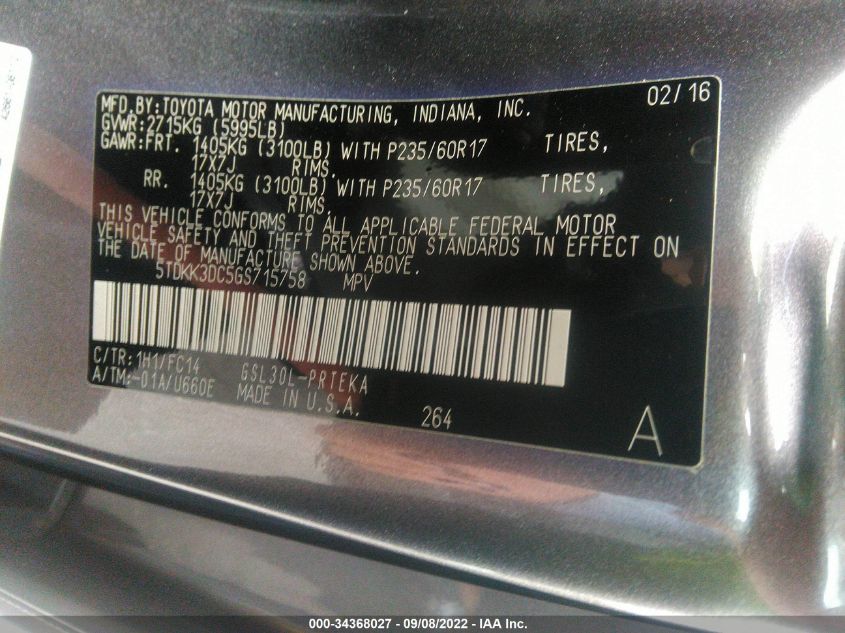 MFD.BY:TOYOTA MOTOR MANUFACTURING, INDIANA, INC. 02/16
GVWR:2715KG (5995LB)
GAWR:FRT. 1405KG (3100LB) WITH P235/60R17 TIRES,
17X7J RIMS.
RR. 1405KG (3100LB) WITH P235/60R17 TIRES,
17X7J RIMS.
THIS VEHICLE CONFORMS TO ALL APPLICABLE FEDERAL MOTOR
VEHICLE SAFETY AND THEFT PREVENTION STANDARDS IN EFFECT ON
THE DATE OF MANUFACTURE SHOWN ABOVE.
5TDKK3DC5GS715758 MPV
C/TR:1H1/FC14 GSL30L-PRTEKA
A/TM:-01A/U660E MADE IN U.S.A.
264 A
000-34368027 - 09/08/2022 - IAA Inc.